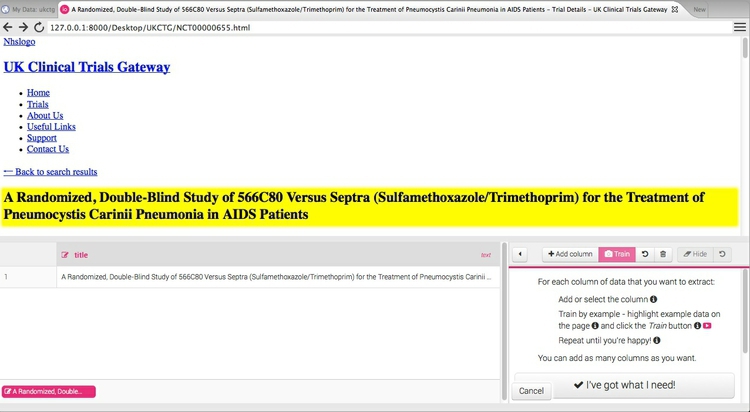 My Data: ukctg
A Randomized, Double-Blind Study of 566C80 Versus Septra (Sulfamethoxazole/Trimethoprim) for the Treatment of Pneumocystis Carinii Pneumonia in AIDS Patients - Trial Details - UK Clinical Trials Gateway
New
127.0.0.1:8000/Desktop/UKCTG/NCT00000655.html
Nhslogo
UK Clinical Trials Gateway
Home
Trials
About Us
Useful Links
Support
Contact Us
← Back to search results
A Randomized, Double-Blind Study of 566C80 Versus Septra (Sulfamethoxazole/Trimethoprim) for the Treatment of
Pneumocystis Carinii Pneumonia in AIDS Patients
title text
Add column Train Hide
1 A Randomized, Double-Blind Study of 566C80 Versus Septra (Sulfamethoxazole/Trimethoprim) for the Treatment of Pneumocystis Carinii ...
For each column of data that you want to extract:
Add or select the column
Train by example - highlight example data on
the page and click the Train button
Repeat until you're happy!
You can add as many columns as you want.
I've got what I need!
Cancel
A Randomized, Double...